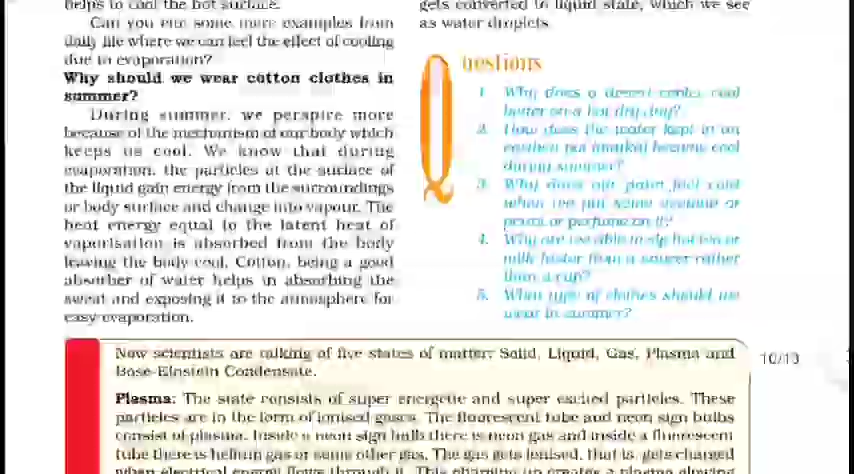 helps to cool the hot surface.
Can you cite some more examples from
daily life where we can feel the effect of cooling
due to evaporation?
Why should we wear cotton clothes in
summer?
During summer, we perspire more
because of the mechanism of our body which
keeps us cool. We know that during
evaporation, the particles at the surface of
the liquid gain energy from the surroundings
or body surface and change into vapour. The
heat energy equal to the latent heat of
vaporisation is absorbed from the body
leaving the body cool. Cotton, being a good
absorber of water helps in absorbing the
sweat and exposing it to the atmosphere for
easy evaporation.
gets converted to liquid state, which we see
as water droplets.
Questions
1. Why does a desert cooler cool
better on a hot dry day?
2. How does the water kept in an
earthen pot (matka) become cool
during summer?
3. Why does our palm feel cold
when we put some acetone or
petrol or perfume on it?
4. Why are we able to sip hot tea or
milk faster from a saucer rather
than a cup?
5. What type of clothes should we
wear in summer?
Now scientists are talking of five states of matter: Solid, Liquid, Gas, Plasma and
Bose-Einstein Condensate.
Plasma: The state consists of super energetic and super excited particles. These
particles are in the form of ionised gases. The fluorescent tube and neon sign bulbs
consist of plasma. Inside a neon sign bulb there is neon gas and inside a fluorescent
tube there is helium gas or some other gas. The gas gets ionised, that is, gets charged
when electrical energy flows through it. This charging up creates a plasma glowing
10/13